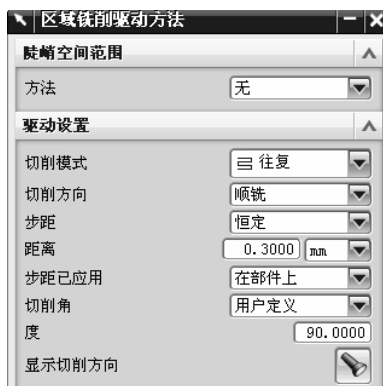 区域铣削驱动方法
陡峭空间范围
方法 无
驱动设置
切削模式 往复
切削方向 顺铣
步距 恒定
距离 0.3000 mm
步距已应用 在部件上
切削角 用户定义
度 90.0000
显示切削方向